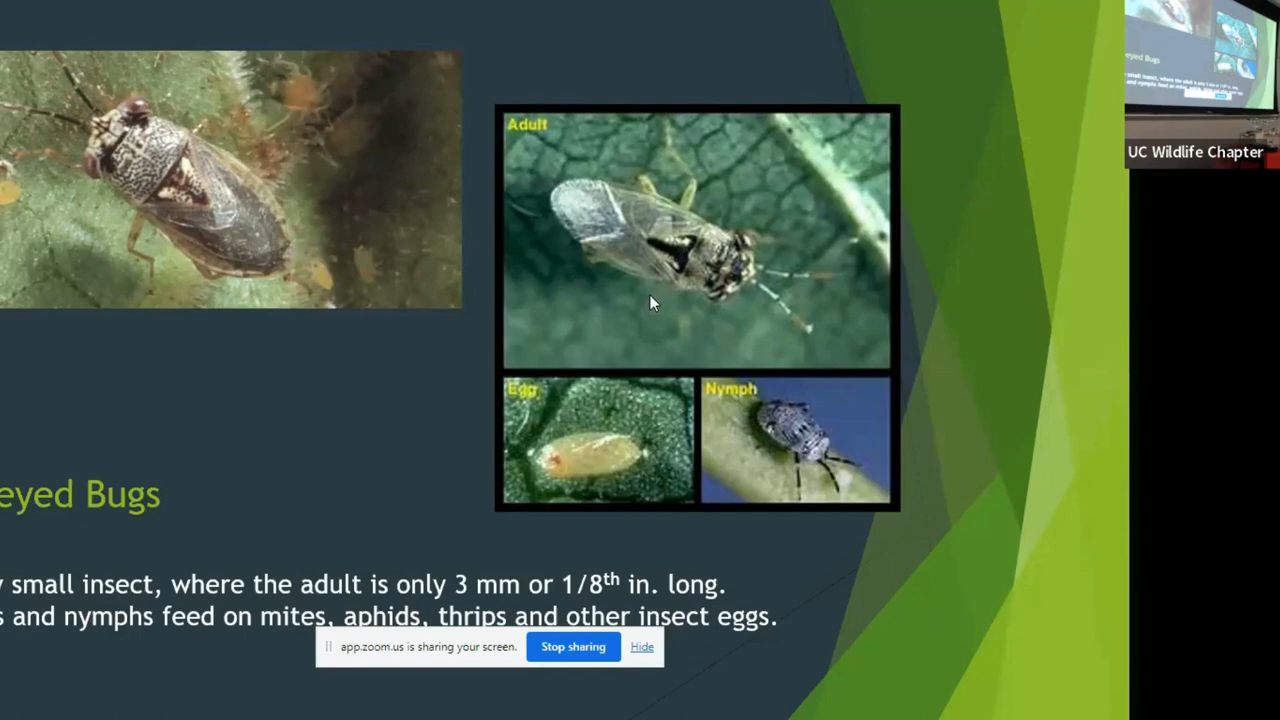 Adult
Egg
Nymph
eyed Bugs
small insect, where the adult is only 3 mm or 1/8th in. long.
s and nymphs feed on mites, aphids, thrips and other insect eggs.
app.zoom.us is sharing your screen.
Stop sharing
Hide
eyed Bugs
UC Wildlife Chapter